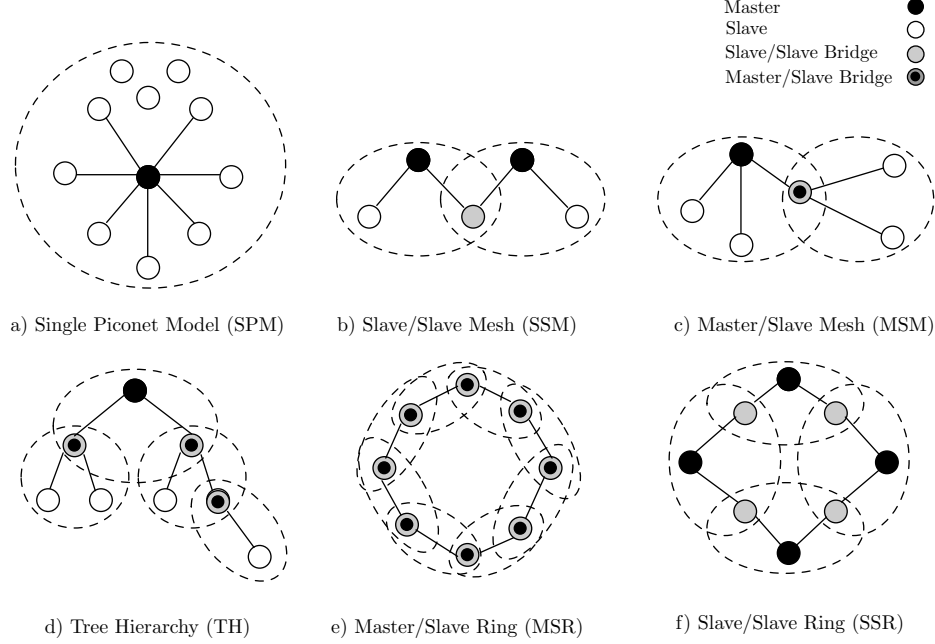 Master
Slave
Slave/Slave Bridge
Master/Slave Bridge
a) Single Piconet Model (SPM)
b) Slave/Slave Mesh (SSM)
c) Master/Slave Mesh (MSM)
d) Tree Hierarchy (TH)
e) Master/Slave Ring (MSR)
f) Slave/Slave Ring (SSR)